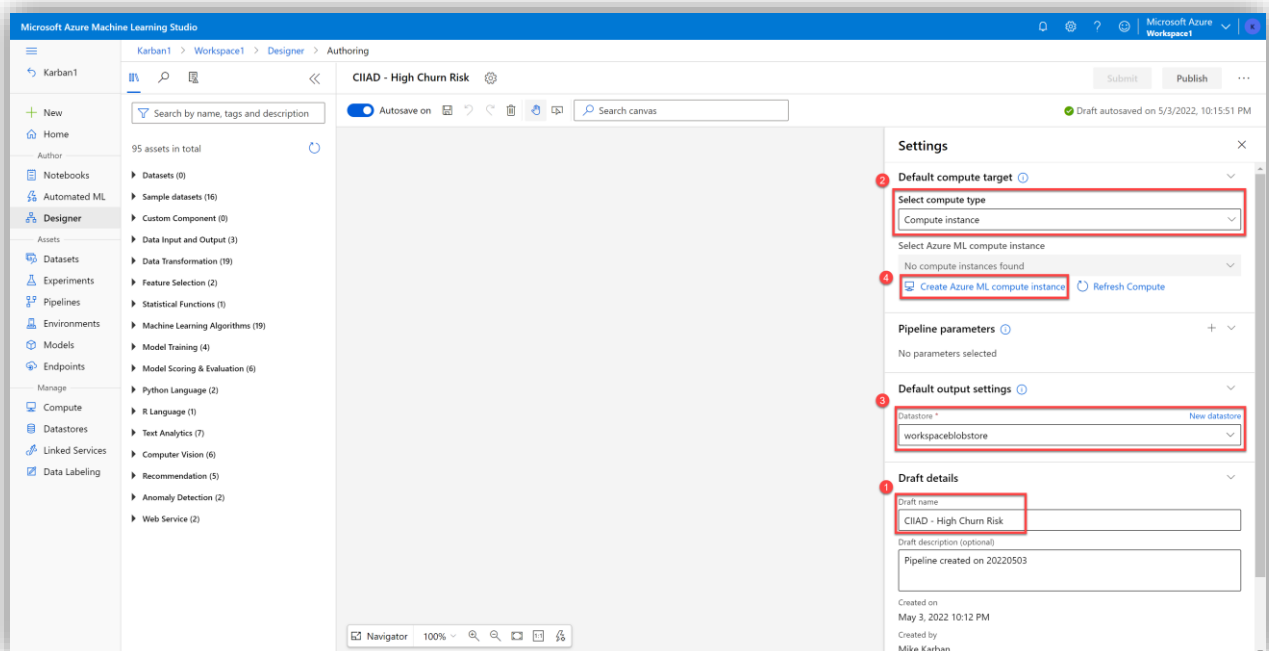 Microsoft Azure Machine Learning Studio
Microsoft Azure
Workspace1
K
Karban1 > Workspace1 > Designer > Authoring
Karban1
New
Home
Author
Notebooks
Automated ML
Designer
Assets
Datasets
Experiments
Pipelines
Environments
Models
Endpoints
Manage
Compute
Datastores
Linked Services
Data Labeling
Search by name, tags and description
95 assets in total
Datasets (0)
Sample datasets (16)
Custom Component (0)
Data Input and Output (3)
Data Transformation (19)
Feature Selection (2)
Statistical Functions (1)
Machine Learning Algorithms (19)
Model Training (4)
Model Scoring & Evaluation (6)
Python Language (2)
R Language (1)
Text Analytics (7)
Computer Vision (6)
Recommendation (5)
Anomaly Detection (2)
Web Service (2)
CIIAD - High Churn Risk
Submit
Publish
Autosave on
Search canvas
Draft autosaved on 5/3/2022, 10:15:51 PM
Settings
2
Default compute target
Select compute type
Compute instance
Select Azure ML compute instance
No compute instances found
4
Create Azure ML compute instance
Refresh Compute
Pipeline parameters
No parameters selected
Default output settings
3
Datastore *
New datastore
workspaceblobstore
Draft details
1
Draft name
CIIAD - High Churn Risk
Draft description (optional)
Pipeline created on 20220503
Created on
May 3, 2022 10:12 PM
Created by
Mike Karban
Navigator
100%
1:1